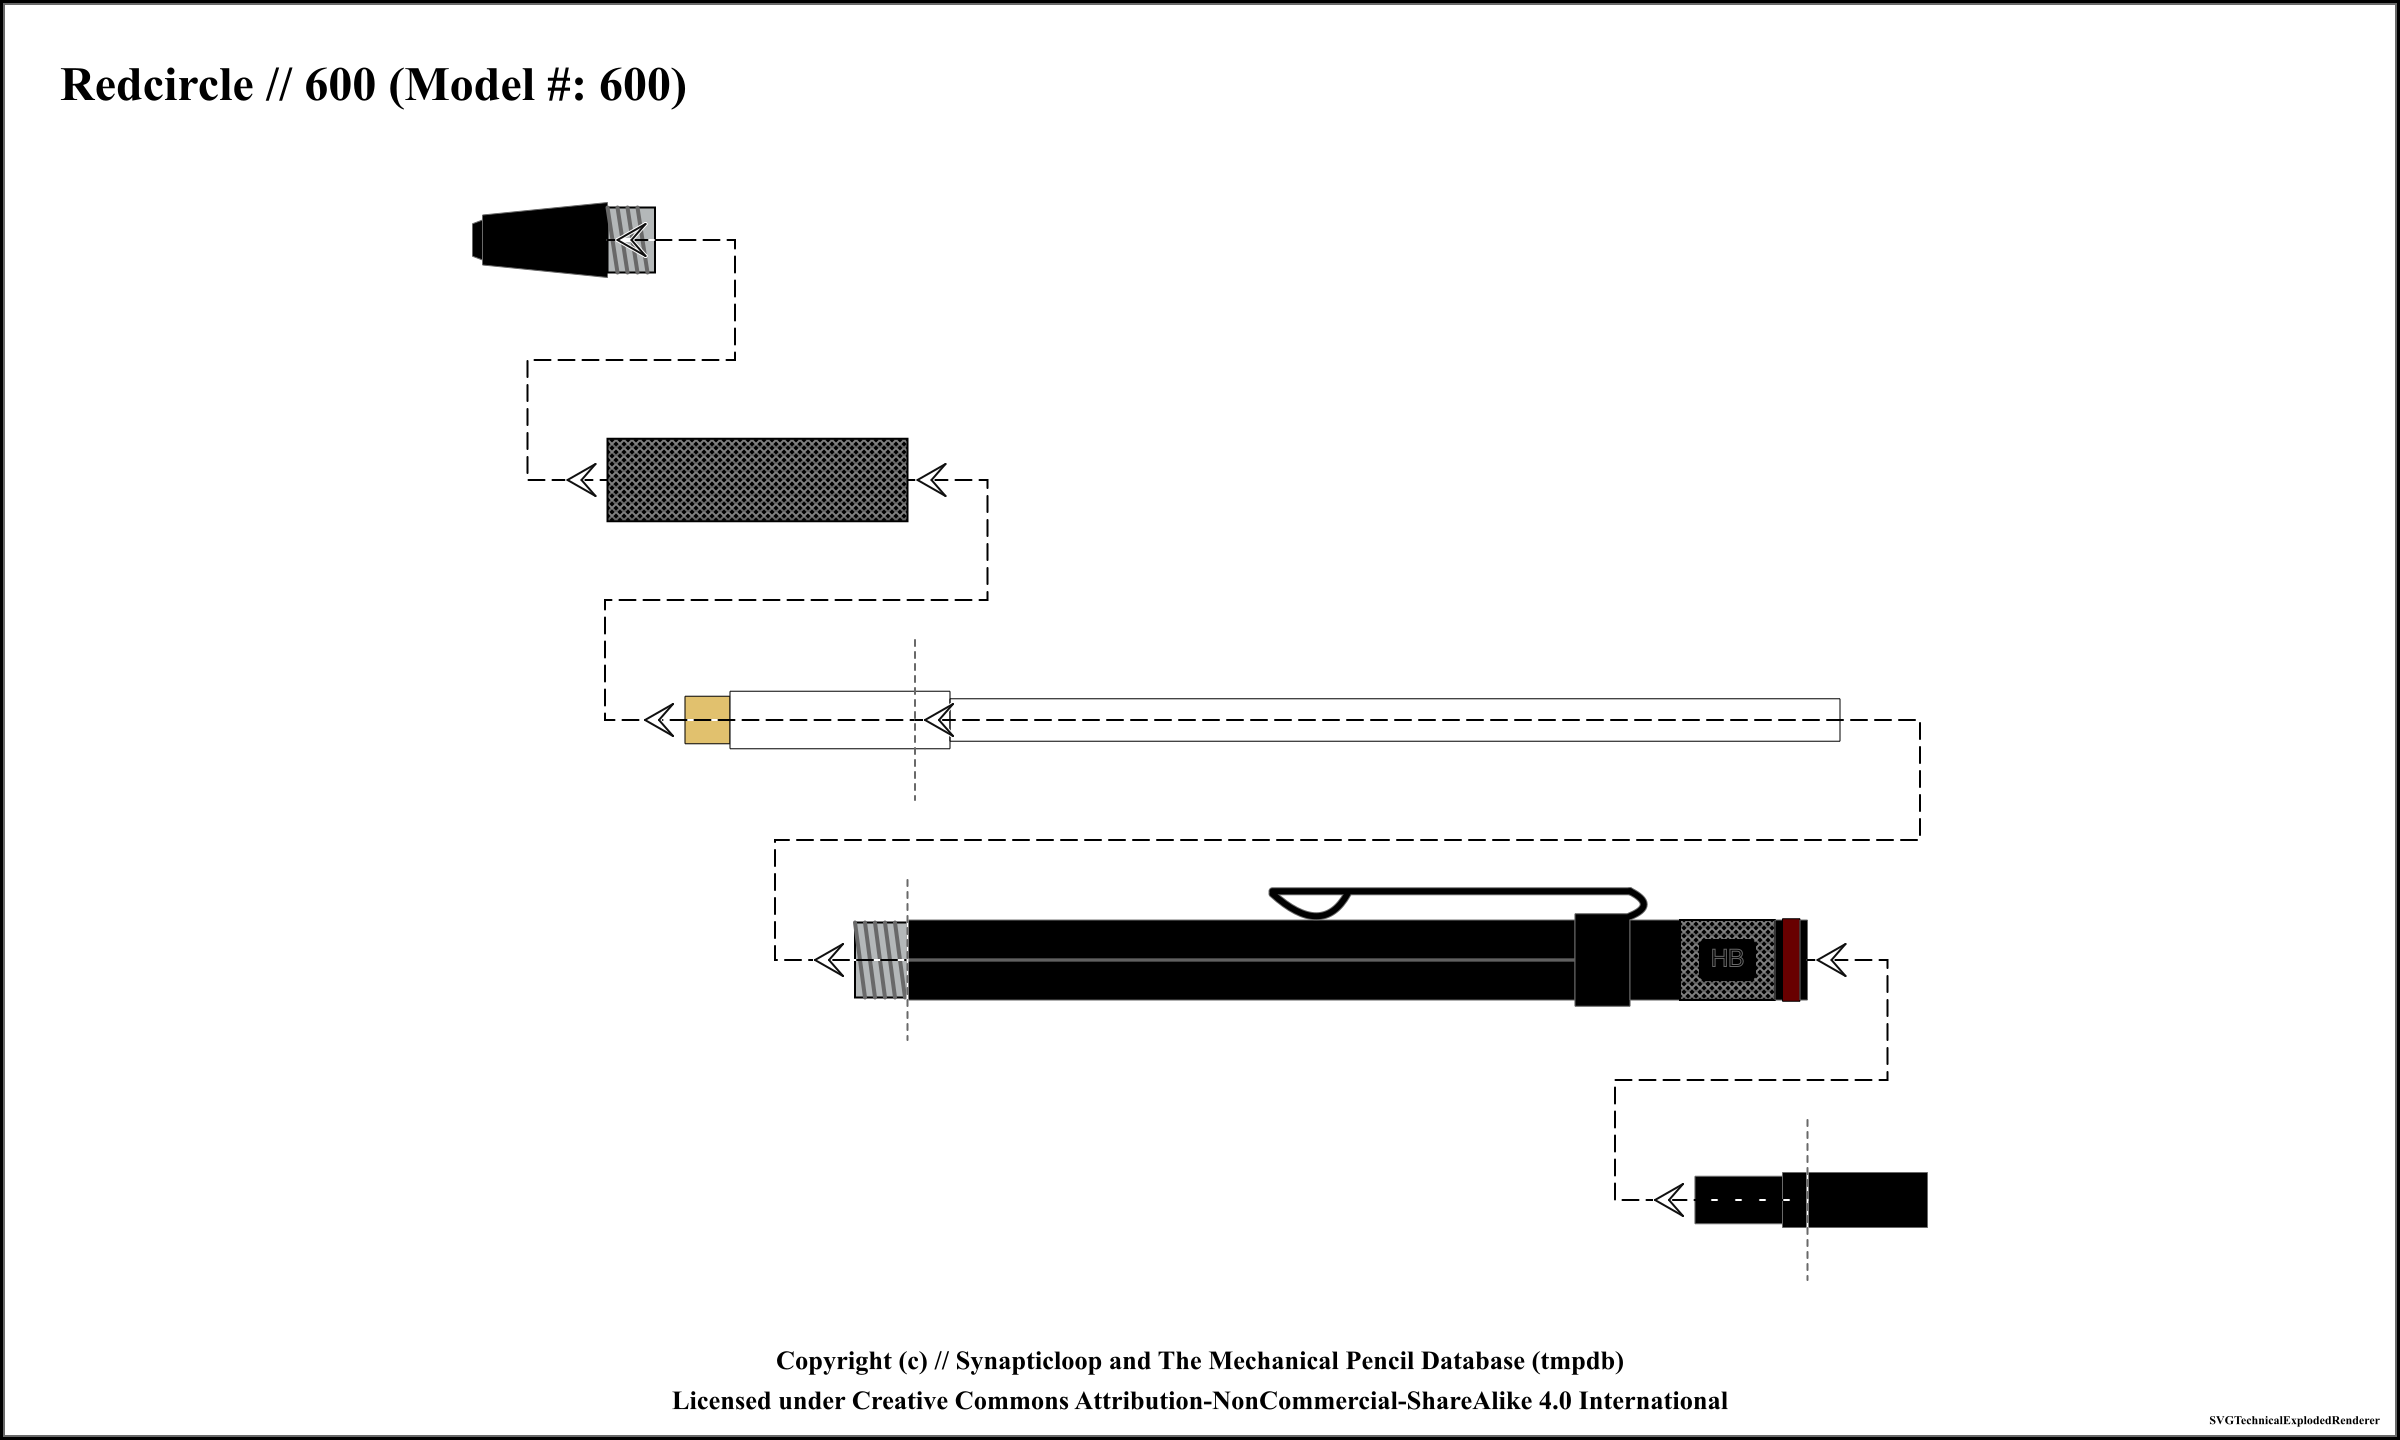 Redcircle // 600 (Model #: 600)
HB
Copyright (c) // Synapticloop and The Mechanical Pencil Database (tmpdb)
Licensed under Creative Commons Attribution-NonCommercial-ShareAlike 4.0 International
SVGTechnicalExplodedRenderer